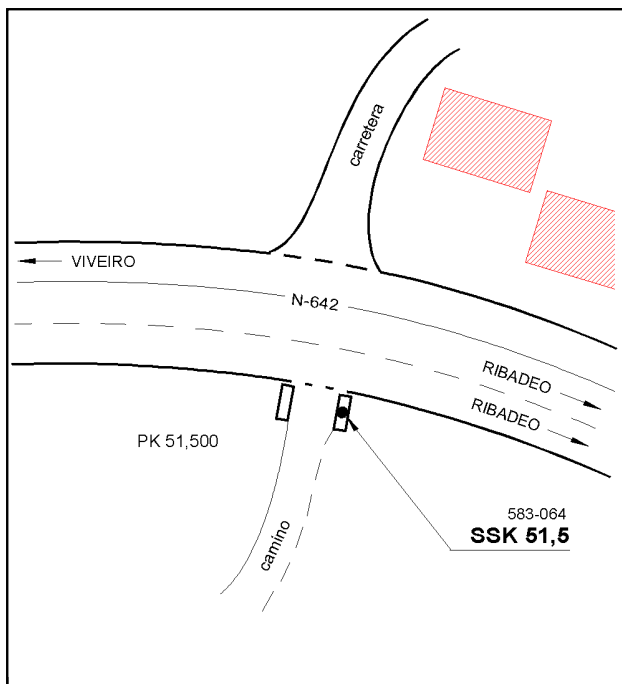 carretera
VIVEIRO
N-642
RIBADEO
RIBADEO
PK 51,500
583-064
SSK 51,5
camino